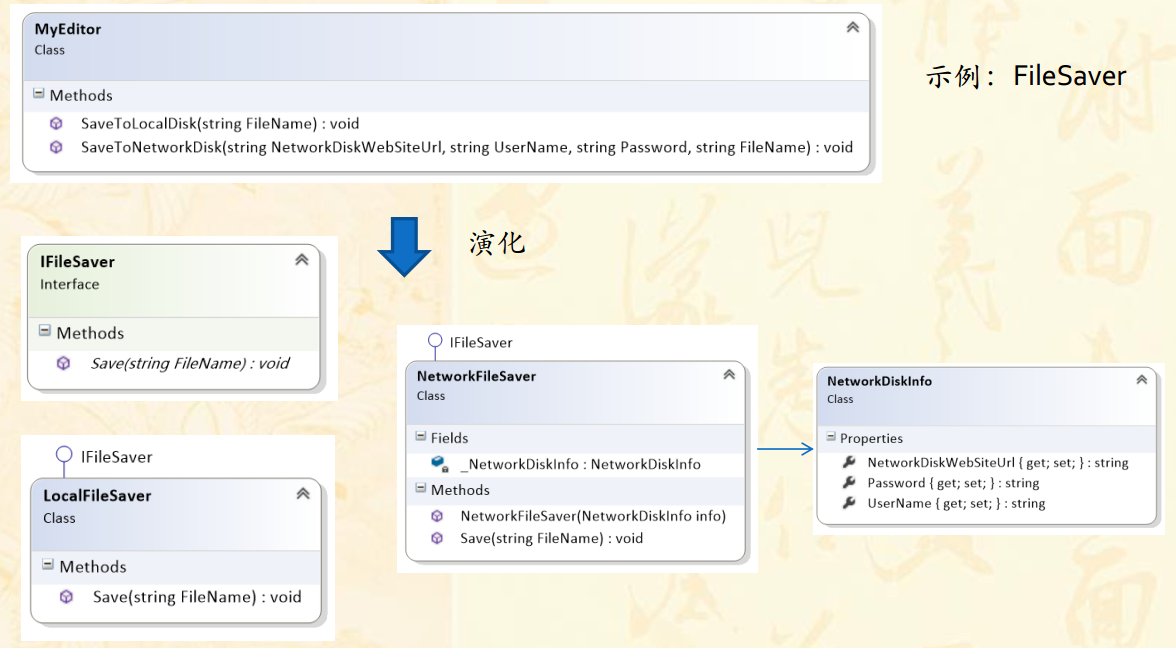 MyEditor
Class
Methods
SaveToLocalDisk(string FileName) : void
SaveToNetworkDisk(string NetworkDiskWebSiteUrl, string UserName, string Password, string FileName) : void
示例：FileSaver
演化
IFileSaver
Interface
Methods
Save(string FileName) : void
IFileSaver
LocalFileSaver
Class
Methods
Save(string FileName) : void
IFileSaver
NetworkFileSaver
Class
Fields
_NetworkDiskInfo : NetworkDiskInfo
Methods
NetworkFileSaver(NetworkDiskInfo info)
Save(string FileName) : void
NetworkDiskInfo
Class
Properties
NetworkDiskWebSiteUrl { get; set; } : string
Password { get; set; } : string
UserName { get; set; } : string